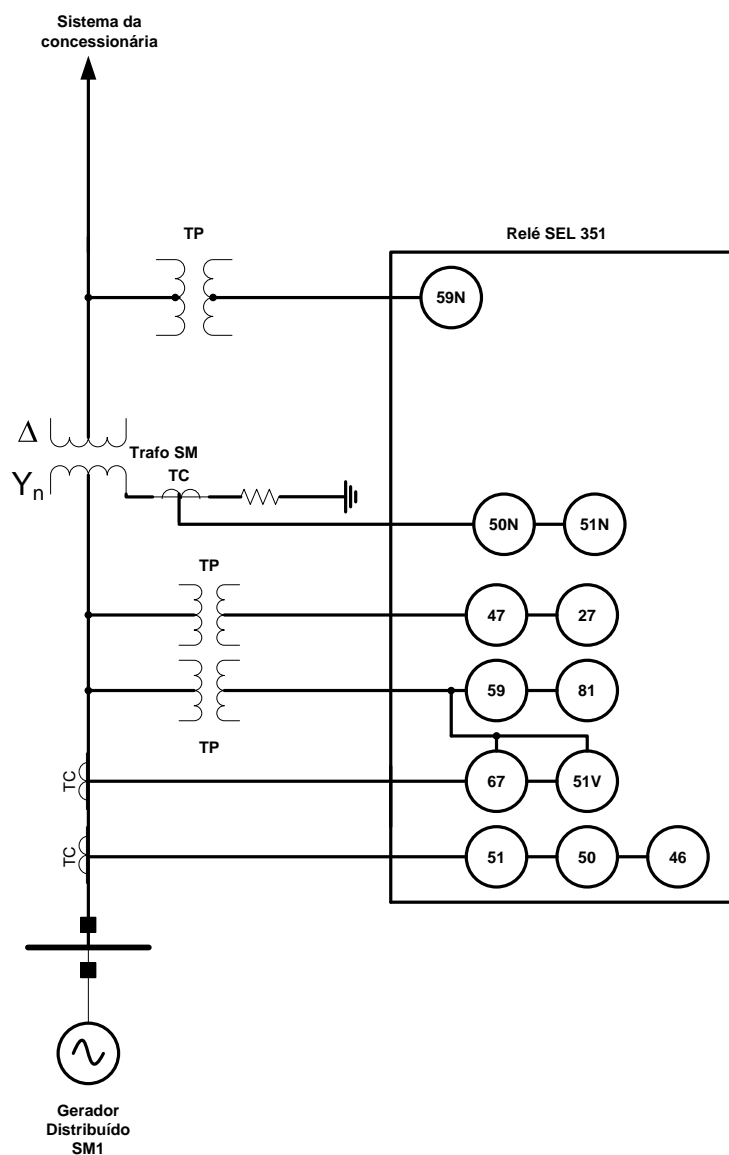 Sistema da
concessionária
TP
Relé SEL 351
59N
Δ
Trafo SM
Yn
TC
50N
51N
TP
47
27
59
81
TP
TC
67
51V
TC
51
50
46
Gerador
Distribuído
SM1